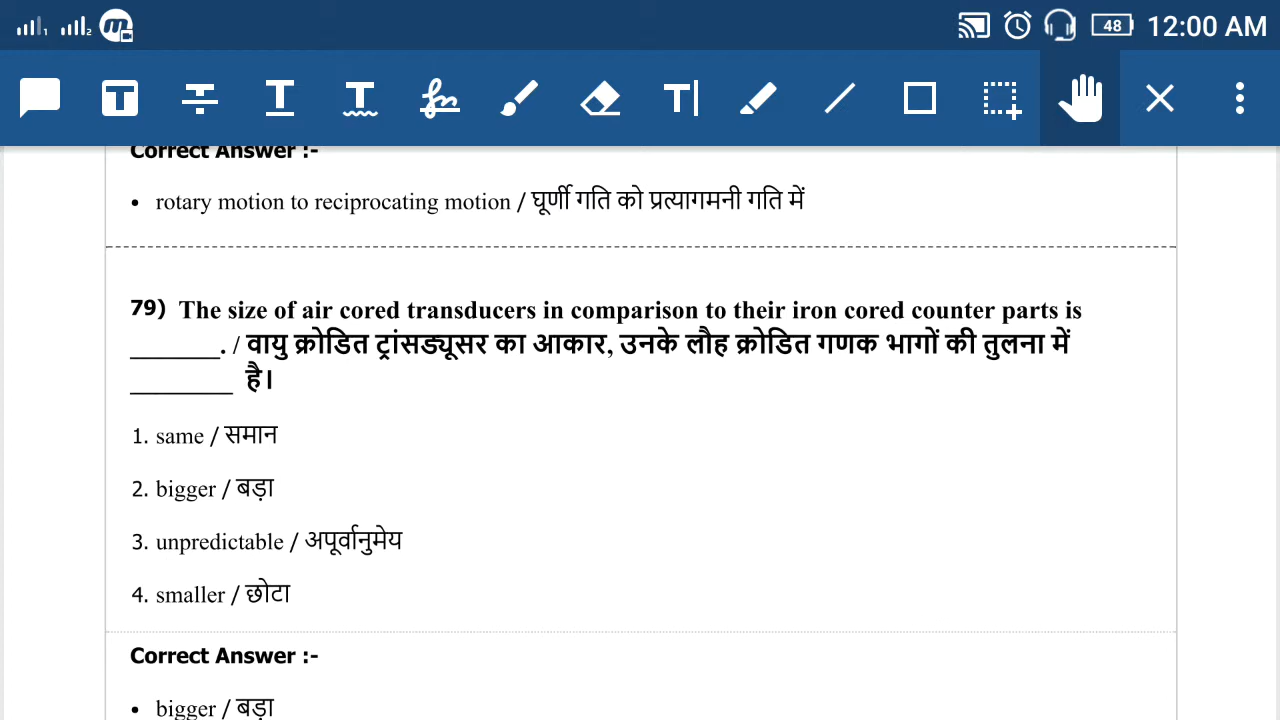 48 12:00 AM
Correct Answer :-
• rotary motion to reciprocating motion / घूर्णी गति को प्रत्यागमनी गति में
79) The size of air cored transducers in comparison to their iron cored counter parts is
_______. / वायु क्रोडित ट्रांसड्यूसर का आकार, उनके लौह क्रोडित गणक भागों की तुलना में
________ है।
1. same / समान
2. bigger / बड़ा
3. unpredictable / अपूर्वानुमेय
4. smaller / छोटा
Correct Answer :-
• bigger / बड़ा